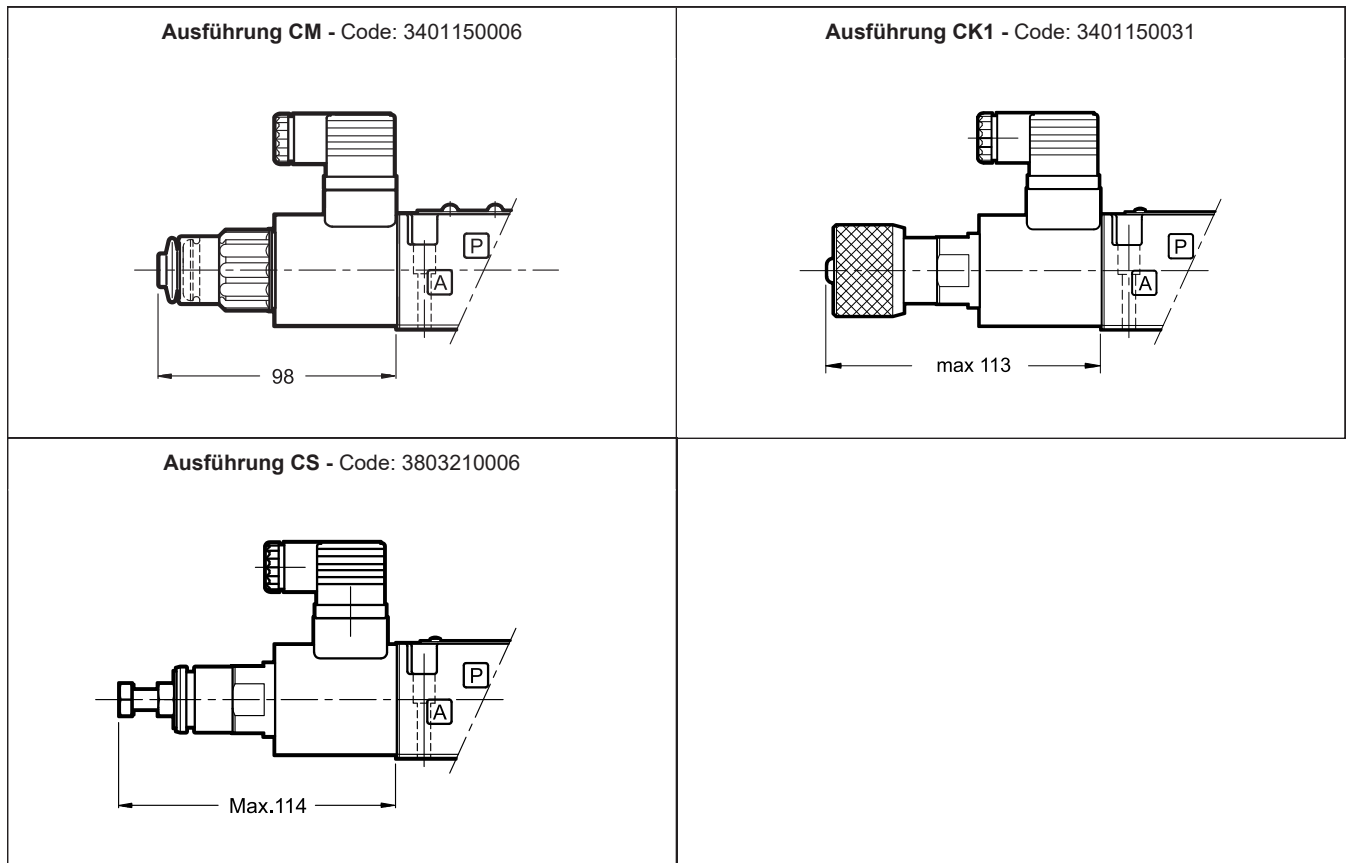 Ausführung CM - Code: 3401150006
P
A
98
Ausführung CK1 - Code: 3401150031
P
A
max 113
Ausführung CS - Code: 3803210006
P
A
Max.114